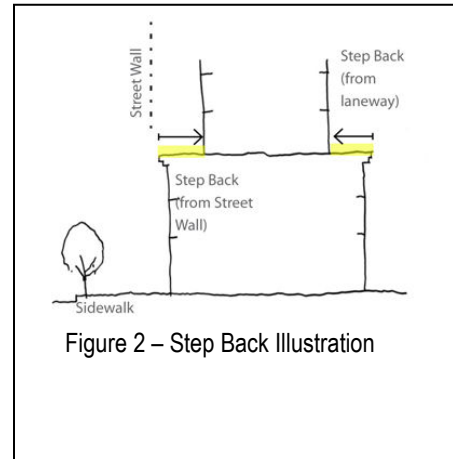 Street Wall
Step Back
(from
laneway)
Step Back
(from Street
Wall)
Sidewalk
Figure 2 – Step Back Illustration